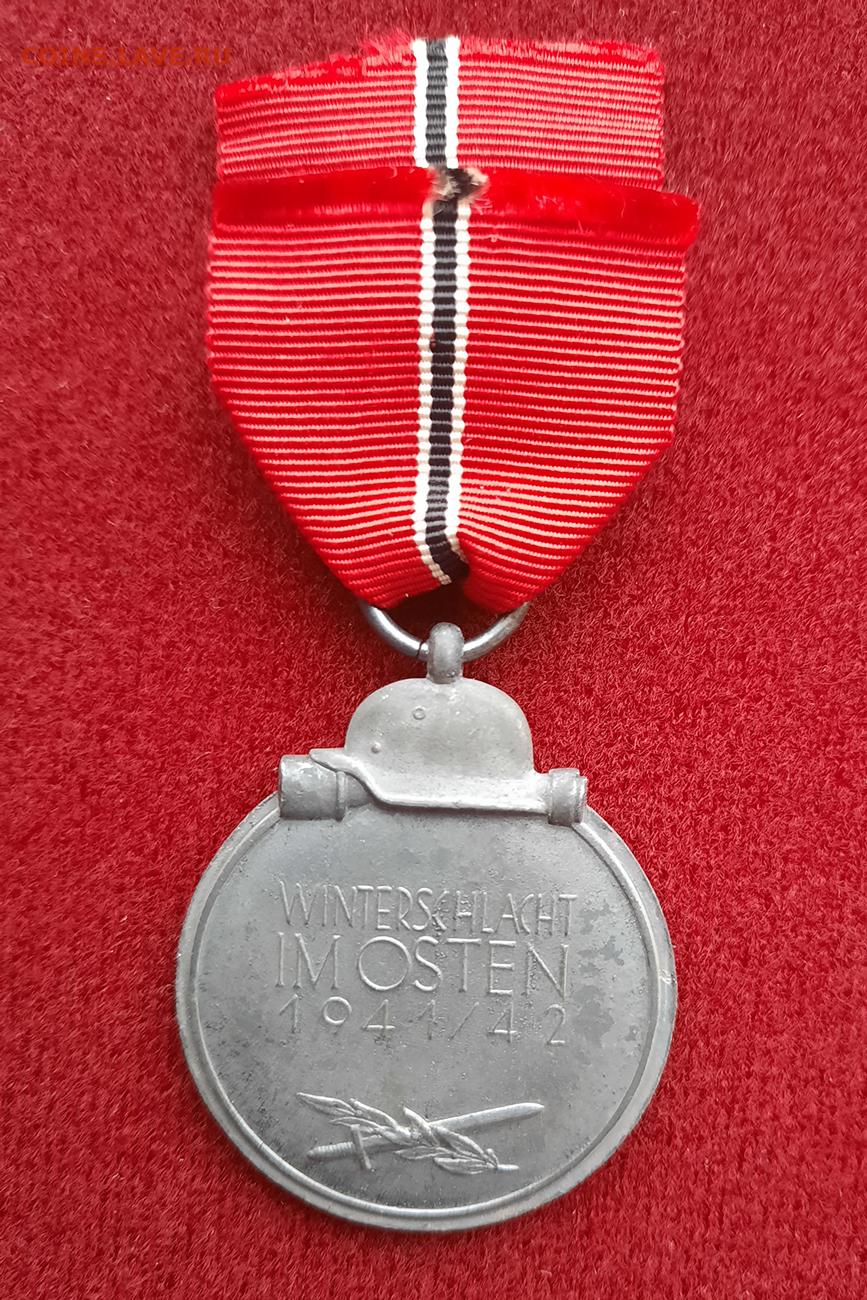 COINS.LAVE.RU
WINTERSCHLACHT
IM OSTEN
1941/42